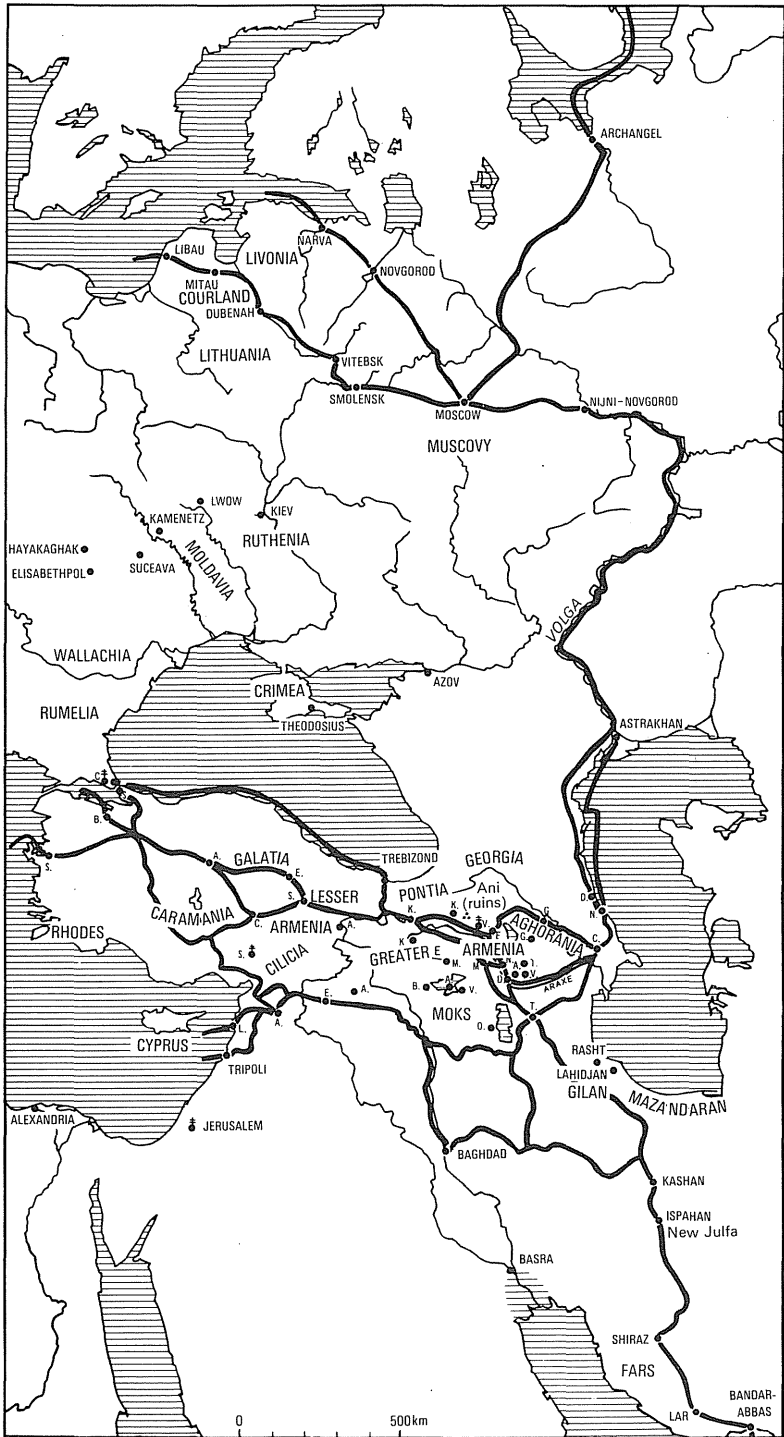 ARCHANGEL
NARVA
LIVONIA
LIBAU
NOVGOROD
MITAU
COURLAND
DUBENAH
LITHUANIA
VITEBSK
SMOLENSK
MOSCOW
NIJNI-NOVGOROD
MUSCOVY
LWOW
KIEV
KAMENETZ
RUTHENIA
HAYAKAGHAK
SUCEAVA
ELISABETHPOL
MOLDAVIA
VOLGA
WALLACHIA
AZOV
CRIMEA
RUMELIA
THEODOSIUS
ASTRAKHAN
C.
B.
S.
A.
GALATIA
E.
S.
LESSER
TREBIZOND
GEORGIA
PONTIA
Ani
(ruins)
D.
N.
CARAMANIA
C.
ARMENIA
A.
K.
K.
V.
E.
G.
AGHORANIA
G.
C.
RHODES
S.
CILICIA
K.
GREATER
E.
ARMENIA
M.
M.
N.
A.
I.
V.
D.
ARAXE
E.
A.
B.
A.
V.
MOKS
O.
T.
CYPRUS
L.
A.
TRIPOLI
RASHT
LAHIDJAN
GILAN
MAZANDARAN
ALEXANDRIA
JERUSALEM
BAGHDAD
KASHAN
ISPAHAN
New Julfa
BASRA
SHIRAZ
FARS
BANDAR-
ABBAS
LAR
0 500km